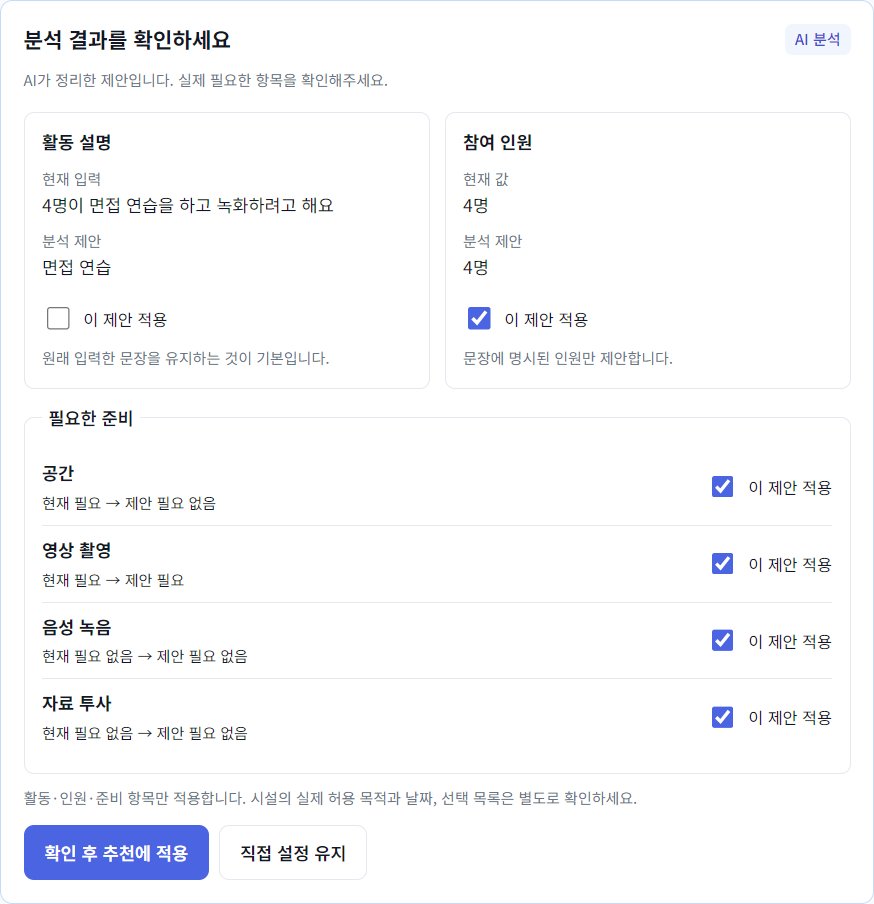 분석 결과를 확인하세요
AI 분석
AI가 정리한 제안입니다. 실제 필요한 항목을 확인해주세요.
활동 설명
현재 입력
4명이 면접 연습을 하고 녹화하려고 해요
분석 제안
면접 연습
이 제안 적용
원래 입력한 문장을 유지하는 것이 기본입니다.
참여 인원
현재 값
4명
분석 제안
4명
이 제안 적용
문장에 명시된 인원만 제안합니다.
필요한 준비
공간
현재 필요 → 제안 필요 없음
이 제안 적용
영상 촬영
현재 필요 → 제안 필요
이 제안 적용
음성 녹음
현재 필요 없음 → 제안 필요 없음
이 제안 적용
자료 투사
현재 필요 없음 → 제안 필요 없음
이 제안 적용
활동·인원·준비 항목만 적용합니다. 시설의 실제 허용 목적과 날짜, 선택 목록은 별도로 확인하세요.
확인 후 추천에 적용
직접 설정 유지